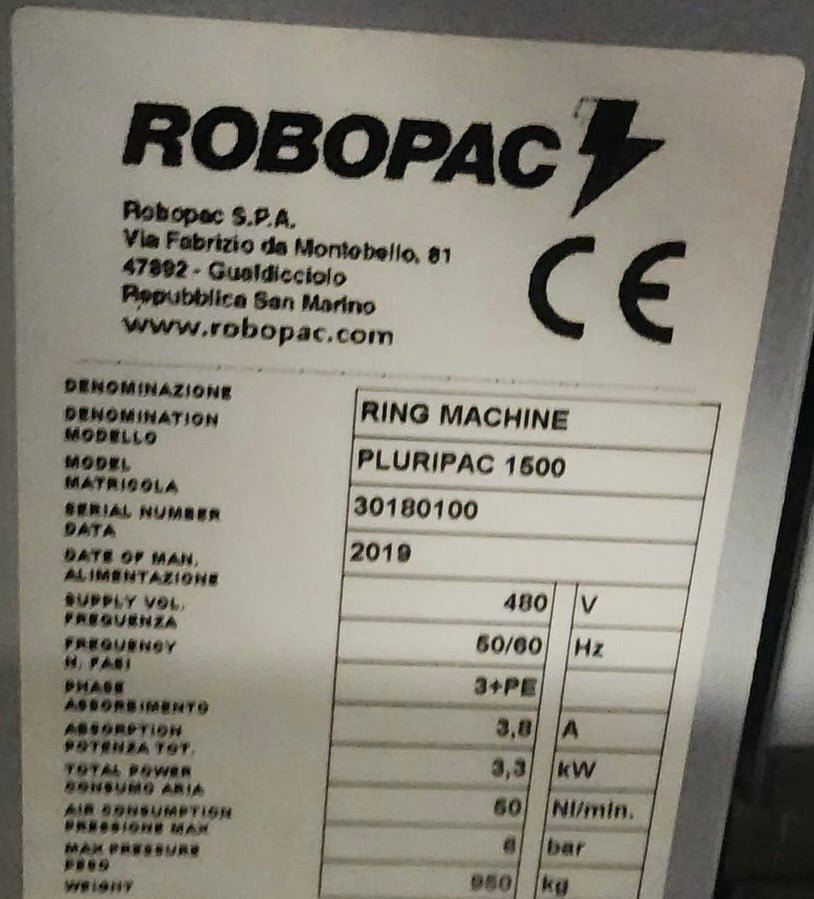 ROBOPAC
Robopac S.P.A.
Via Fabrizio da Montebello, 81
47892 - Gualdicciolo
Repubblica San Marino
www.robopac.com
CE
DENOMINAZIONE
DENOMINATION RING MACHINE
MODELLO
MODEL PLURIPAC 1500
MATRICOLA
SERIAL NUMBER 30180100
DATA
DATE OF MAN. 2019
ALIMENTAZIONE
SUPPLY VOL. 480 V
FREQUENZA
FREQUENCY 50/60 Hz
N. FASI
PHASE 3+PE
ASSORBIMENTO
ABSORPTION 3,8 A
POTENZA TOT.
TOTAL POWER 3,3 kW
CONSUMO ARIA
AIR CONSUMPTION Nl/min.
PRESSIONE MAX
MAX PRESSURE bar
PESO
WEIGHT kg